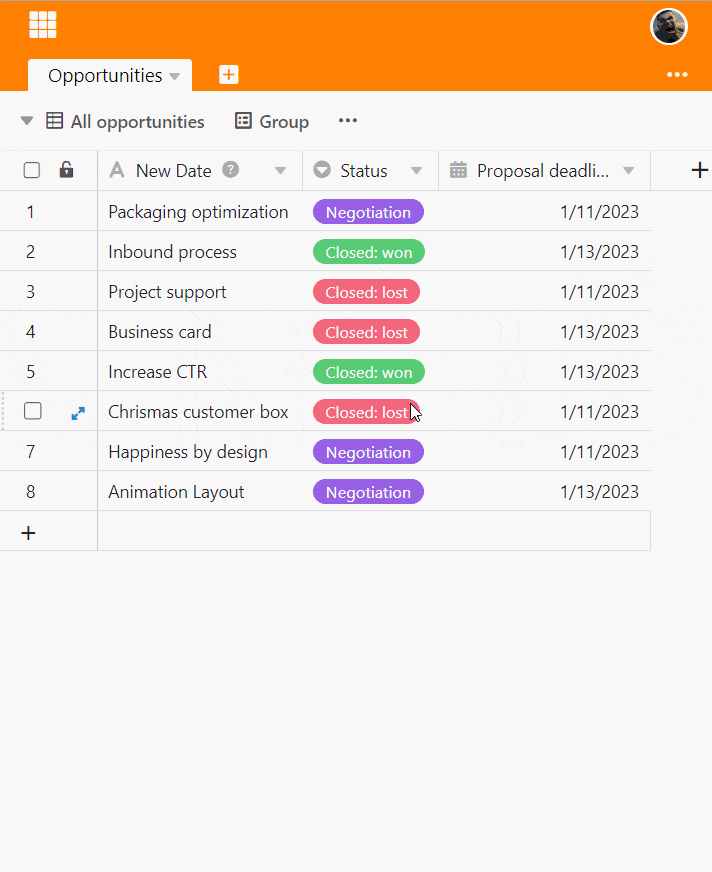 Opportunities
All opportunities Group
New Date ? Status Proposal deadli...
1 Packaging optimization Negotiation 1/11/2023
2 Inbound process Closed: won 1/13/2023
3 Project support Closed: lost 1/11/2023
4 Business card Closed: lost 1/13/2023
5 Increase CTR Closed: won 1/13/2023
Chrismas customer box Closed: lost 1/11/2023
7 Happiness by design Negotiation 1/11/2023
8 Animation Layout Negotiation 1/13/2023